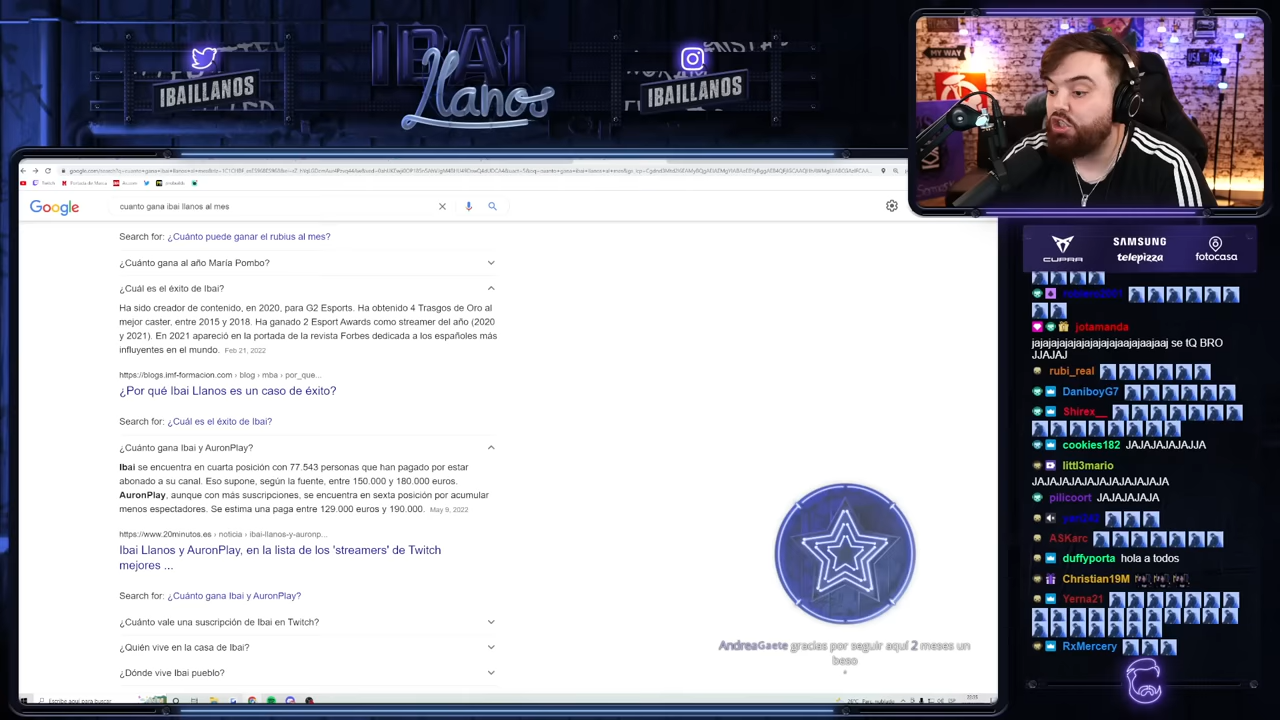 IBAI
Llanos
IBAILLANOS
IBAILLANOS
MY WAY
Google
cuanto gana ibai llanos al mes
Search for: ¿Cuánto puede ganar el rubius al mes?
¿Cuánto gana al año María Pombo?
¿Cuál es el éxito de Ibai?
Ha sido creador de contenido, en 2020, para G2 Esports. Ha obtenido 4 Trasgos de Oro al
mejor caster, entre 2015 y 2018. Ha ganado 2 Esport Awards como streamer del año (2020
y 2021). En 2021 apareció en la portada de la revista Forbes dedicada a los españoles más
influyentes en el mundo. Feb 21, 2022
https://blogs.imf-formacion.com › blog › mba › por_que...
¿Por qué Ibai Llanos es un caso de éxito?
Search for: ¿Cuál es el éxito de Ibai?
¿Cuánto gana Ibai y AuronPlay?
Ibai se encuentra en cuarta posición con 77.543 personas que han pagado por estar
abonado a su canal. Eso supone, según la fuente, entre 150.000 y 180.000 euros.
AuronPlay, aunque con más suscripciones, se encuentra en sexta posición por acumular
menos espectadores. Se estima una paga entre 129.000 euros y 190.000. May 9, 2022
https://www.20minutos.es › noticia › ibai-llanos-y-auronp...
Ibai Llanos y AuronPlay, en la lista de los 'streamers' de Twitch
mejores ...
Search for: ¿Cuánto gana Ibai y AuronPlay?
¿Cuánto vale una suscripción de Ibai en Twitch?
¿Quién vive en la casa de Ibai?
¿Dónde vive Ibai pueblo?
Escribe aquí para buscar
AndreaGaete gracias por seguir aquí 2 meses un
beso
CUPRA
SAMSUNG
telepizza
fotocasa
jotamanda
jajajajajajajajajajajajajaajaaj se tQ BRO
JJAJAJ
rubi_real
DaniboyG7
Shirex__
cookies182 JAJAJAJAJAJJA
littl3mario
JAJAJAJAJAJAJAJAJAJAJA
pilicoort JAJAJAJAJA
ASKarc
duffyporta hola a todos
Christian19M
Yerna21
RxMercery